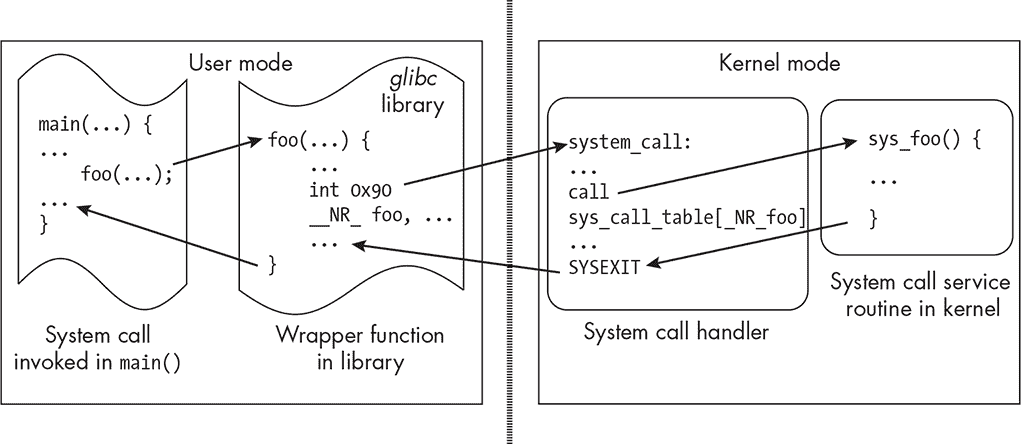 User mode
main(...) {
...
foo(...);
...
}
System call
invoked in main()
glibc
library
foo(...) {
...
int 0x90
__NR_ foo, ...
...
}
Wrapper function
in library
Kernel mode
system_call:
...
call
sys_call_table[_NR_foo]
...
SYSEXIT
System call handler
sys_foo() {
...
}
System call service
routine in kernel